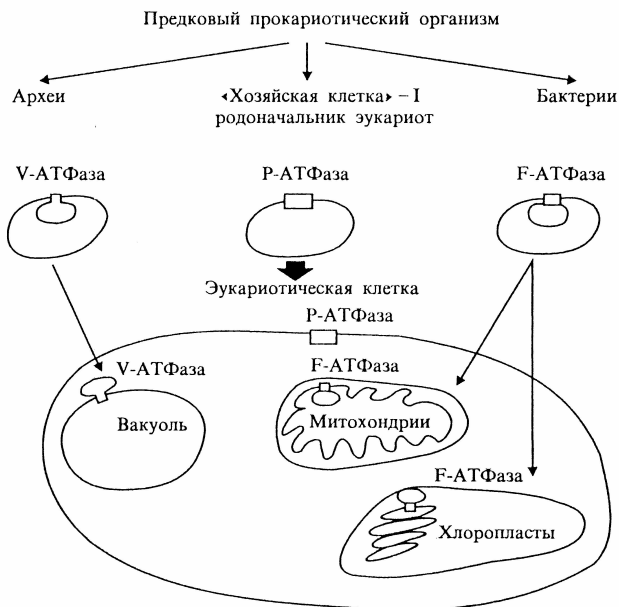 Предковый прокариотический организм
Археи
«Хозяйская клетка» – I
родоначальник эукариот
Бактерии
V-АТФаза
P-АТФаза
F-АТФаза
Эукариотическая клетка
P-АТФаза
V-АТФаза
F-АТФаза
Вакуоль
Митохондрии
F-АТФаза
Хлоропласты